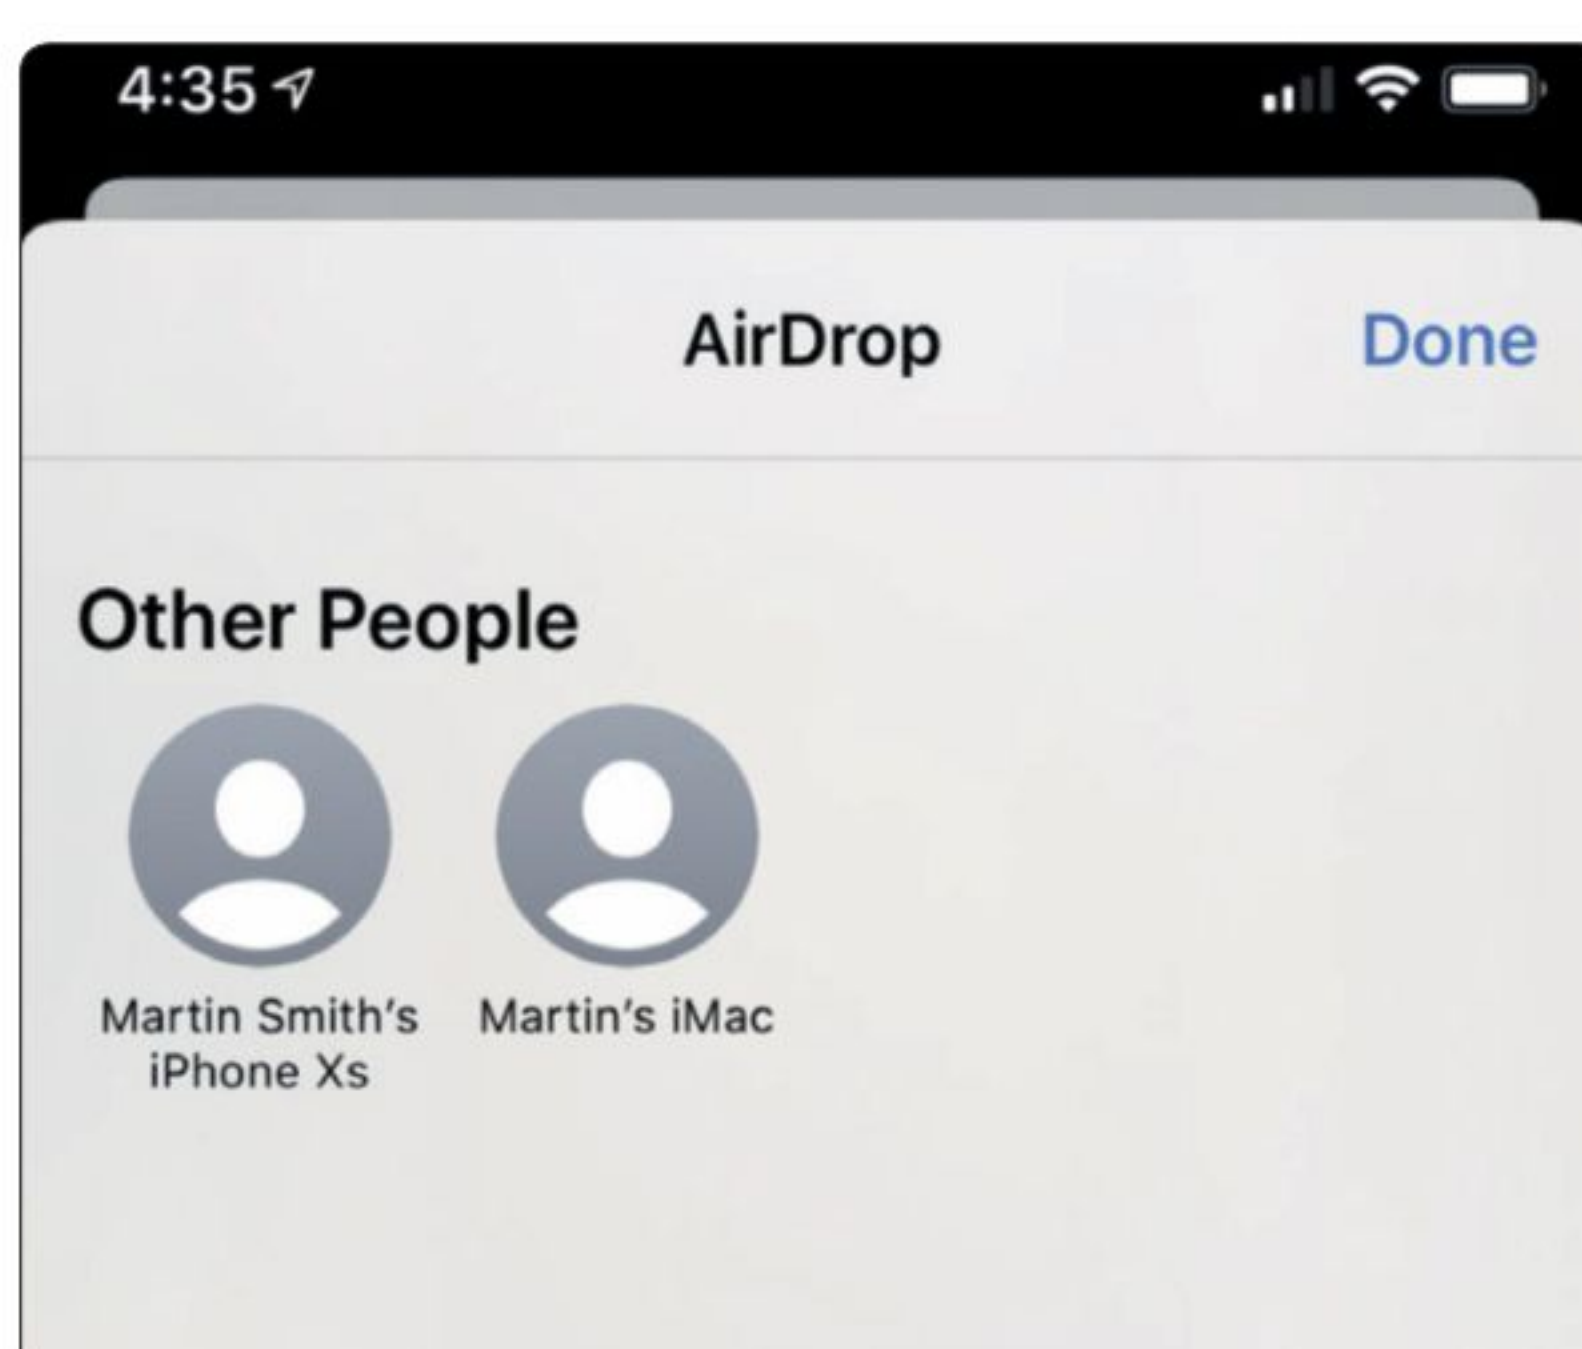 4:35
AirDrop
Done
Other People
Martin Smith’s
iPhone Xs
Martin’s iMac